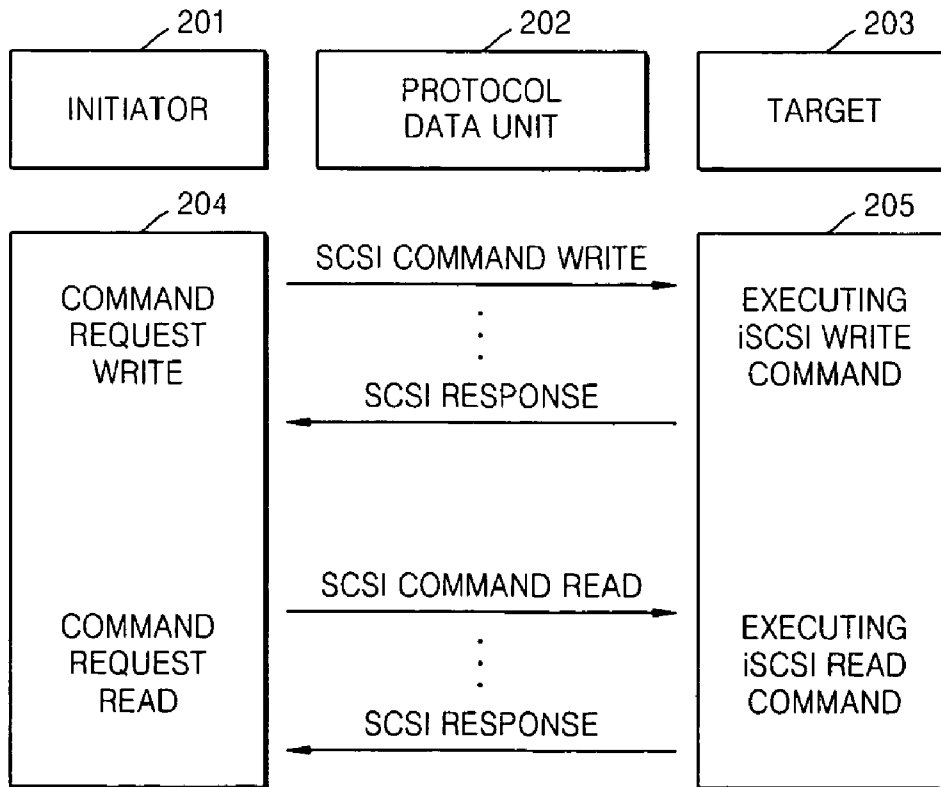 201
202
203
INITIATOR
PROTOCOL
DATA UNIT
TARGET
204
205
COMMAND
REQUEST
WRITE
SCSI COMMAND WRITE
SCSI RESPONSE
EXECUTING
iSCSI WRITE
COMMAND
COMMAND
REQUEST
READ
SCSI COMMAND READ
SCSI RESPONSE
EXECUTING
iSCSI READ
COMMAND